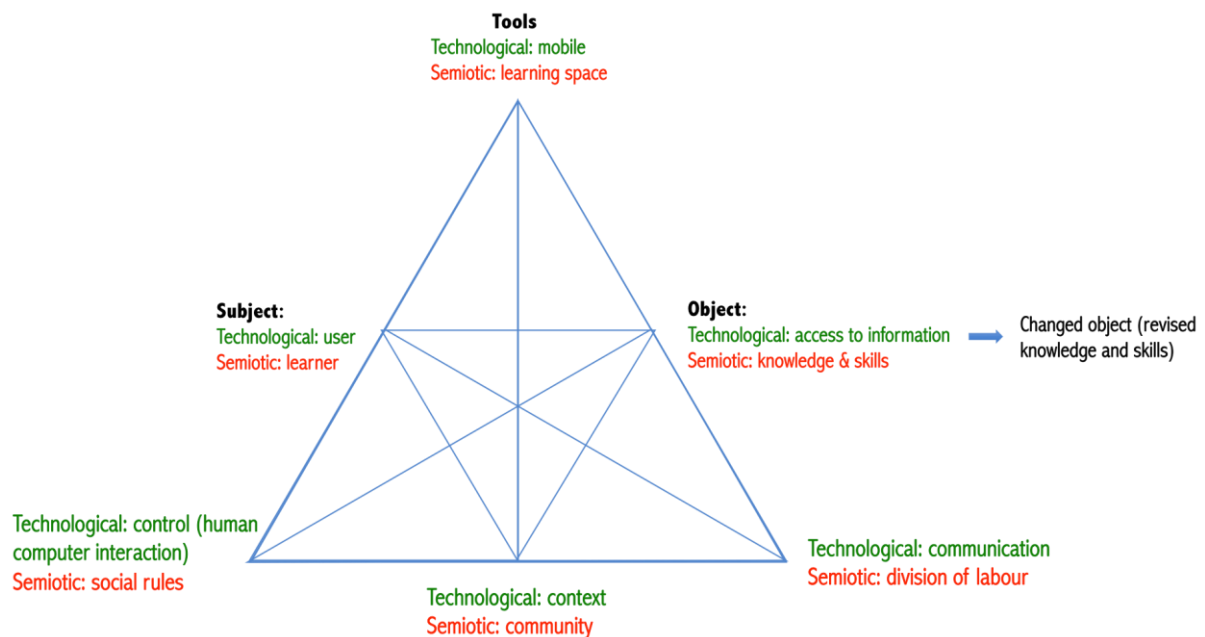 Tools
Technological: mobile
Semiotic: learning space
Subject:
Technological: user
Semiotic: learner
Object:
Technological: access to information
Semiotic: knowledge & skills
Changed object (revised
knowledge and skills)
Technological: control (human
computer interaction)
Semiotic: social rules
Technological: context
Semiotic: community
Technological: communication
Semiotic: division of labour